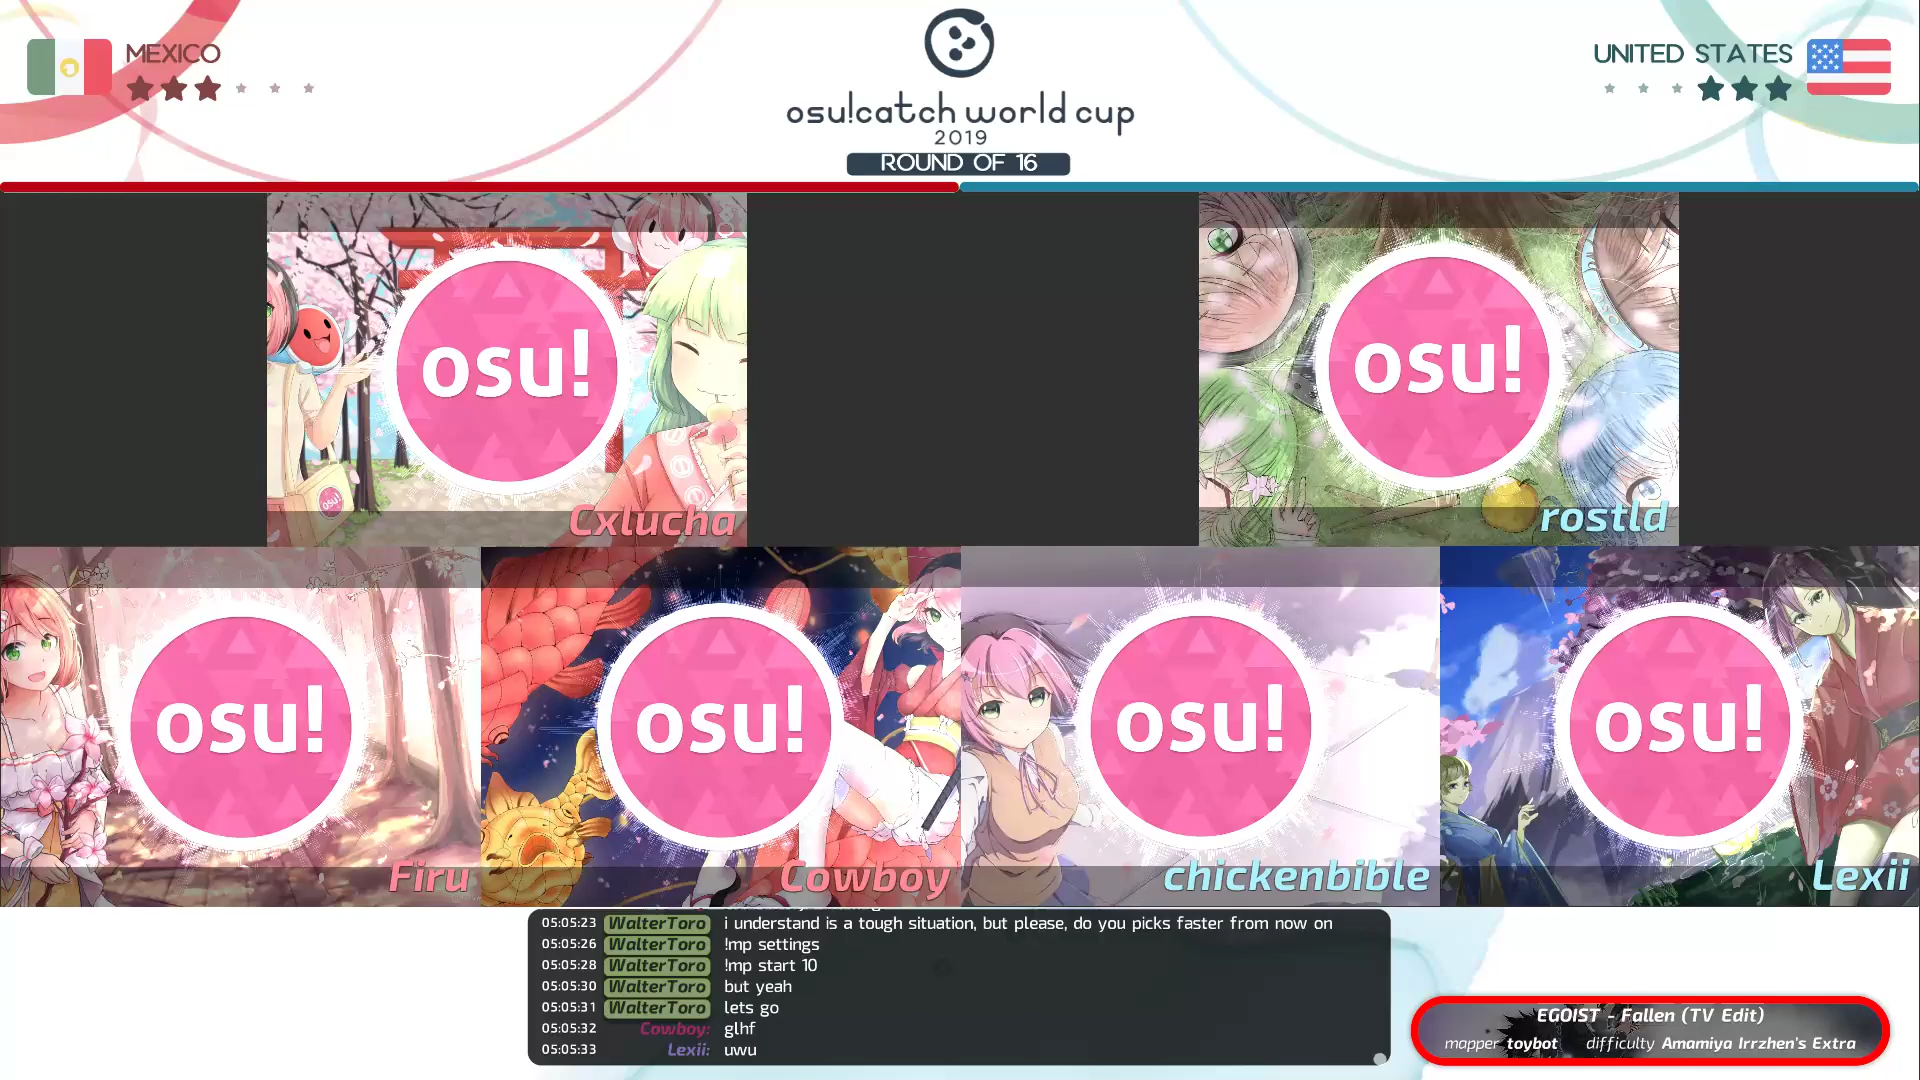 MEXICO
UNITED STATES
osu!catch world cup
2019
ROUND OF 16
osu!
osu!
osu!
Cxlucha
rostld
osu!
osu!
osu!
osu!
Firu
Cowboy
chickenbible
Lexii
05:05:23 WalterToro i understand is a tough situation, but please, do you picks faster from now on
05:05:26 WalterToro !mp settings
05:05:28 WalterToro !mp start 10
05:05:30 WalterToro but yeah
05:05:31 WalterToro lets go
05:05:32 Cowboy: glhf
05:05:33 Lexii: uwu
EGOIST - Fallen (TV Edit)
mapper toybot difficulty Amamiya Irrzhen's Extra